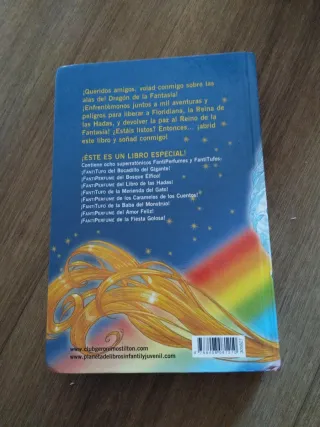 ¡Queridos amigos, volad conmigo sobre las
alas del Dragón de la Fantasía!
¡Enfrentémonos juntos a mil aventuras y
peligros para liberar a Floridiana, la Reina de
las Hadas, y devolver la paz al Reino de la
Fantasía! ¿Estáis listos? Entonces... ¡abrid
este libro y soñad conmigo!
¡ÉSTE ES UN LIBRO ESPECIAL!
Contiene ocho superratónicos FantiPerfumes y FantiTufos:
¡FANTITUFO del Bocadillo del Gigante!
¡FANTIPERFUME del Bosque Élfico!
¡FANTIPERFUME del Libro de las Hadas!
¡FANTITUFO de la Merienda del Gato!
¡FANTIPERFUME de los Caramelos de los Cuentos!
¡FANTITUFO de la Baba del Monstruo!
¡FANTIPERFUME del Amor Feliz!
¡FANTIPERFUME de la Fiesta Golosa!
www.clubgeronimostilton.com
www.planetadelibrosinfantilyjuvenil.com